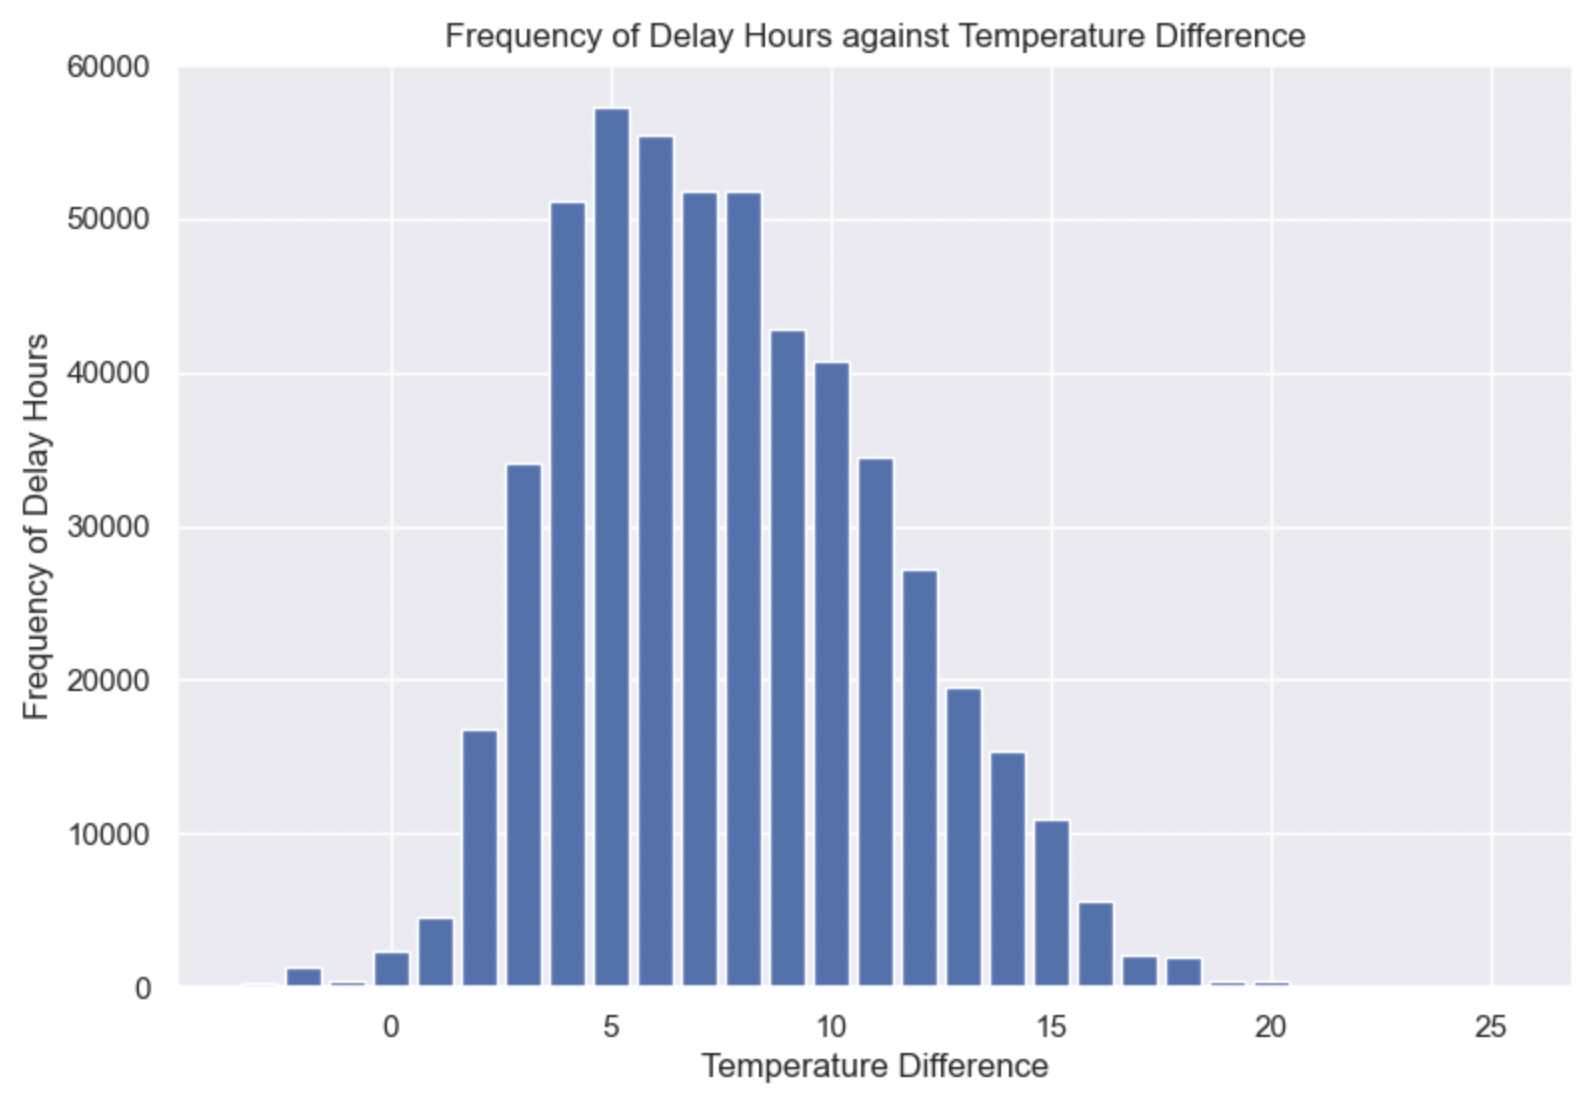 Frequency of Delay Hours against Temperature Difference
60000
50000
40000
30000
20000
10000
0
Frequency of Delay Hours
0 5 10 15 20 25
Temperature Difference